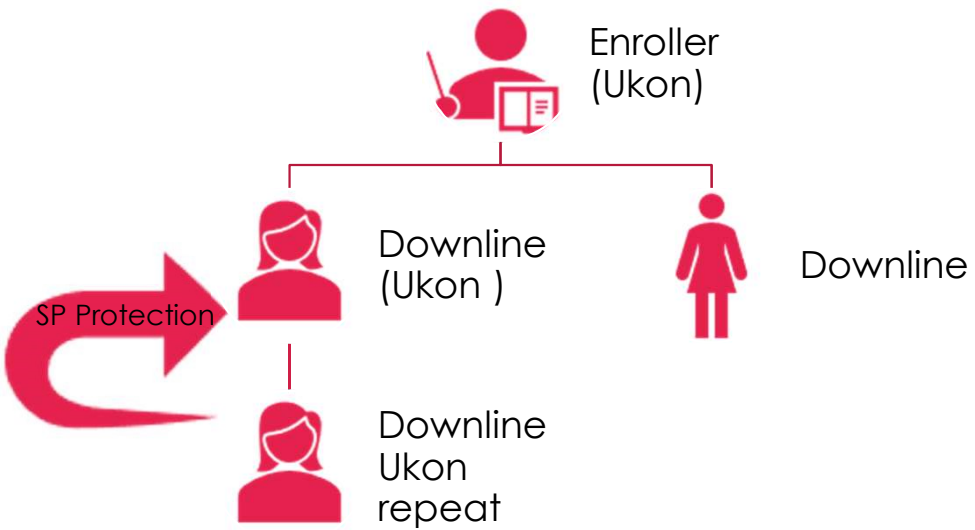 Enroller
(Ukon)
Downline
(Ukon )
Downline
SP Protection
Downline
Ukon
repeat